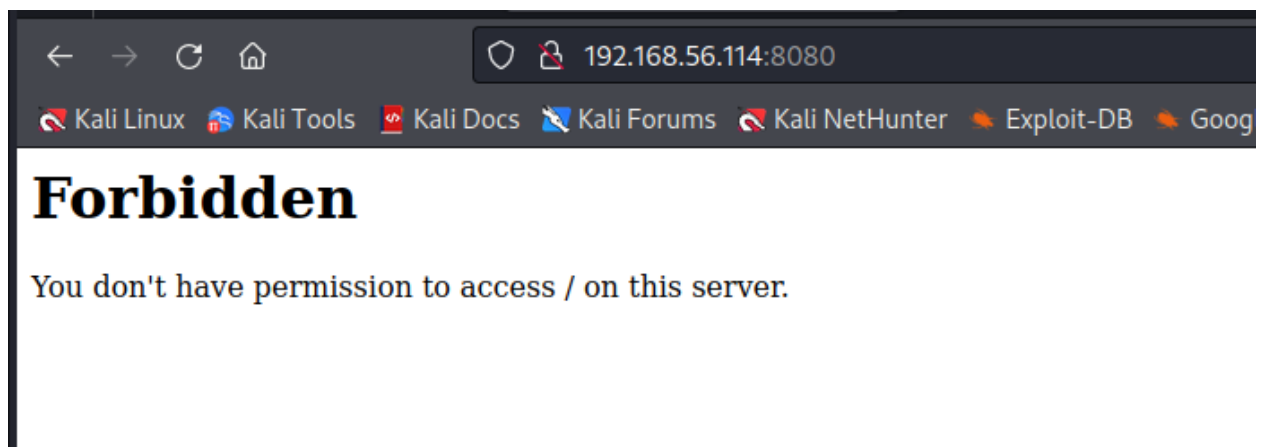 192.168.56.114:8080
Kali Linux Kali Tools Kali Docs Kali Forums Kali NetHunter Exploit-DB Goog
Forbidden
You don't have permission to access / on this server.